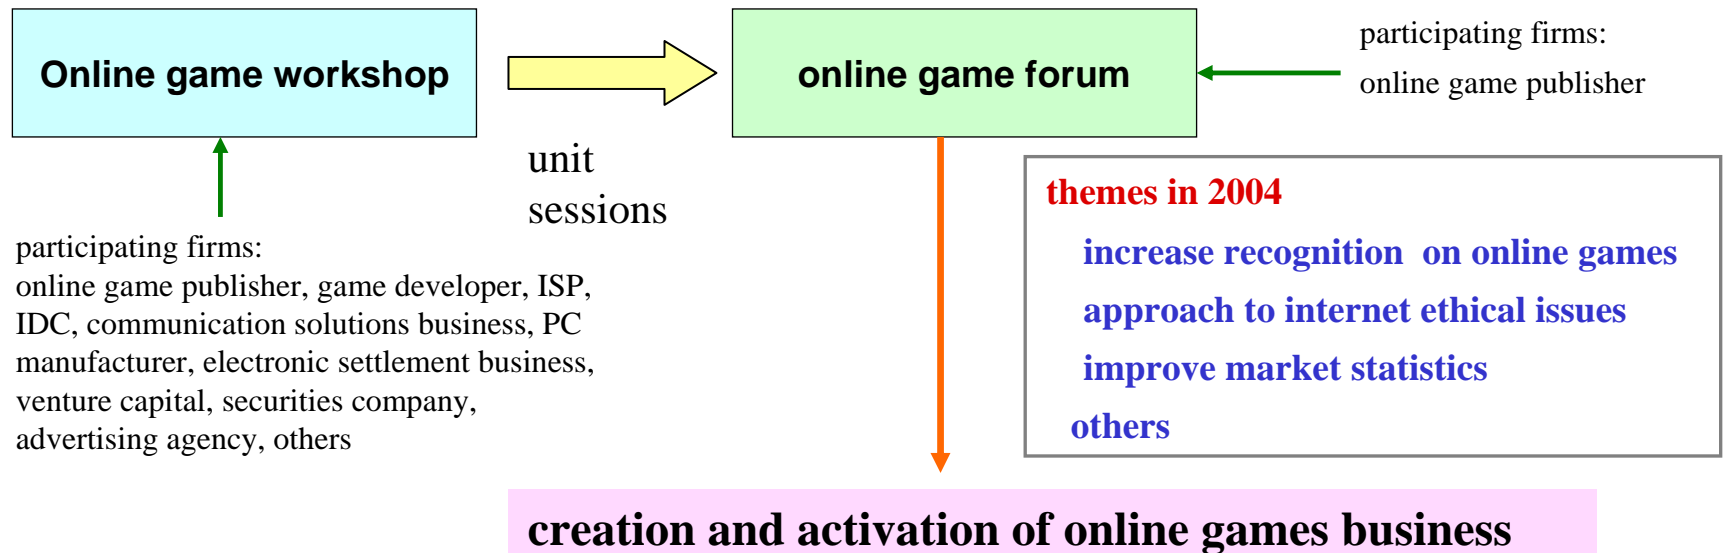 Online game workshop
online game forum
participating firms:
online game publisher
unit
sessions
participating firms:
online game publisher, game developer, ISP,
IDC, communication solutions business, PC
manufacturer, electronic settlement business,
venture capital, securities company,
advertising agency, others
themes in 2004
increase recognition on online games
approach to internet ethical issues
improve market statistics
others
creation and activation of online games business